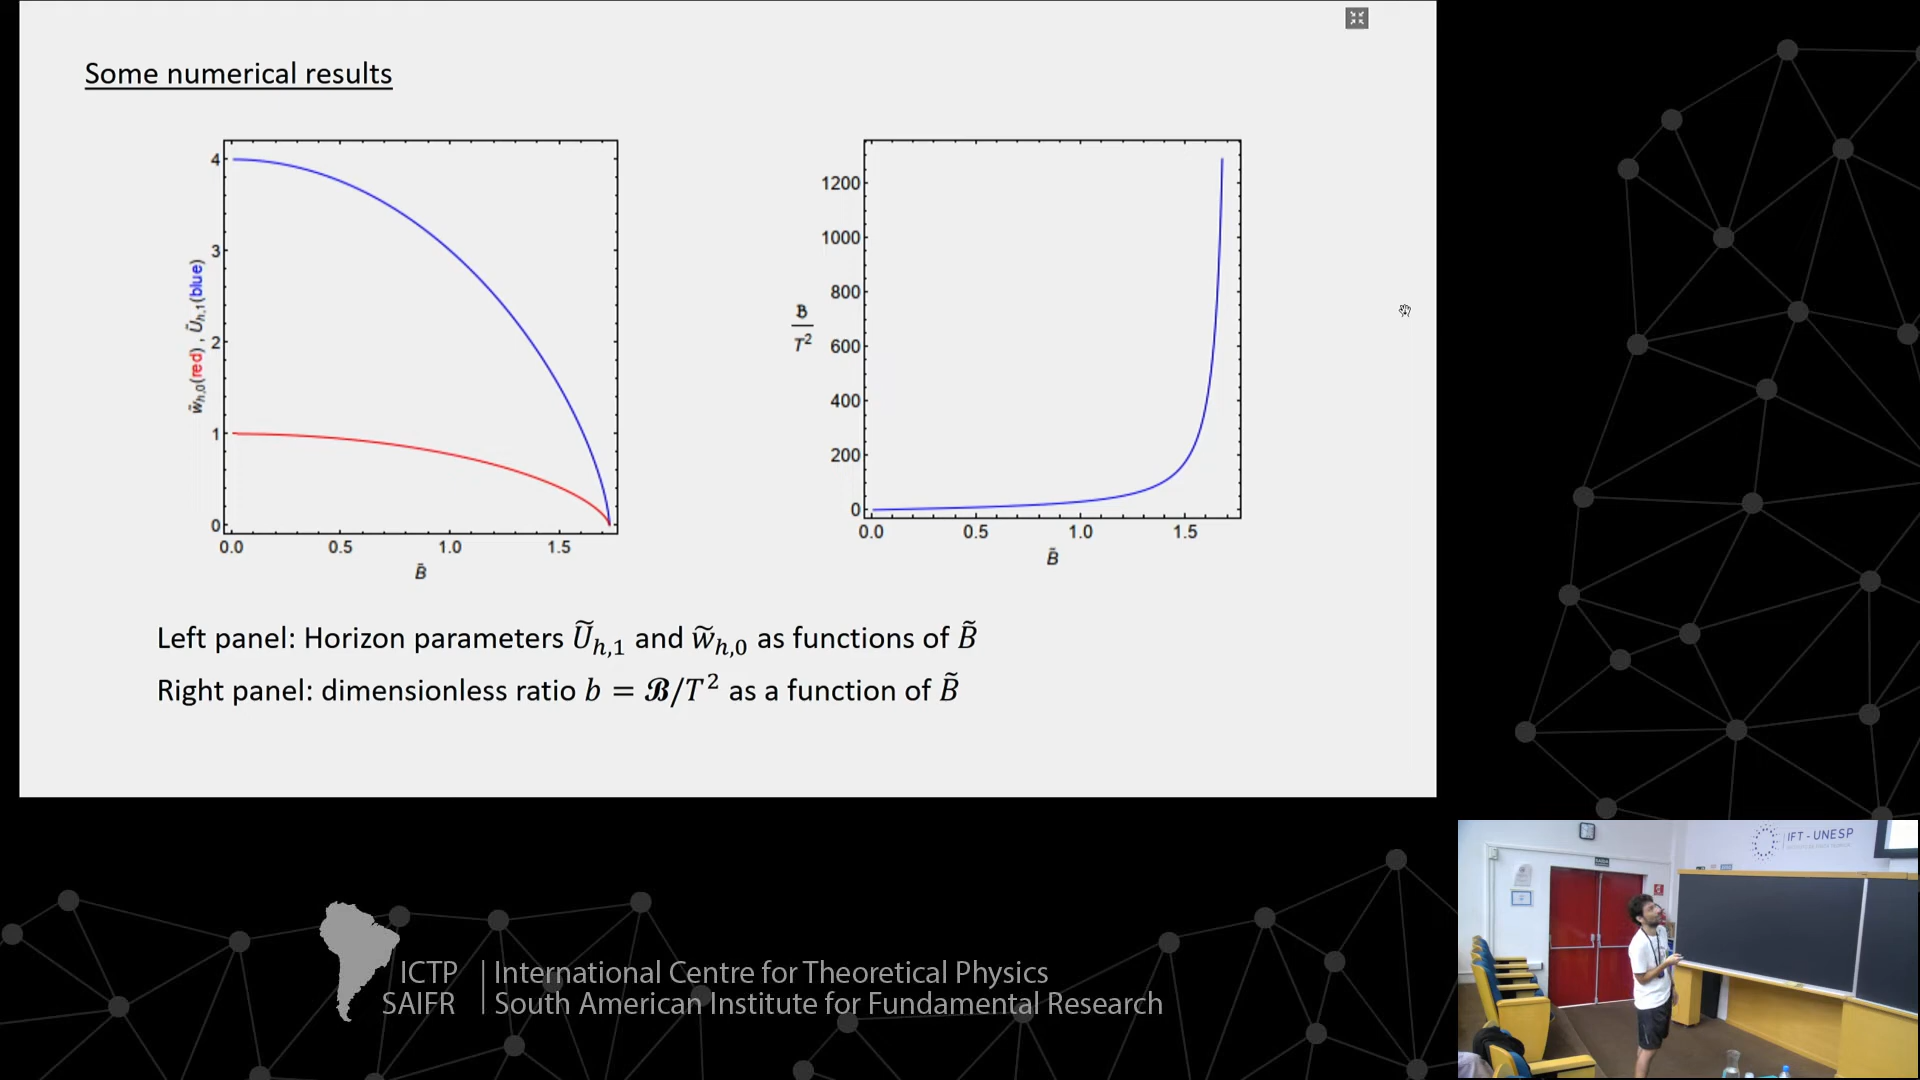 Some numerical results
4
3
2
1
0
w̃h,0(red) , Ũh,1(blue)
0.0 0.5 1.0 1.5
B̃
1200
1000
800
600
400
200
0
ℬ/T²
0.0 0.5 1.0 1.5
B̃
Left panel: Horizon parameters Ũh,1 and w̃h,0 as functions of B̃
Right panel: dimensionless ratio b = ℬ/T² as a function of B̃
IFT - UNESP
ICTP | International Centre for Theoretical Physics
SAIFR | South American Institute for Fundamental Research